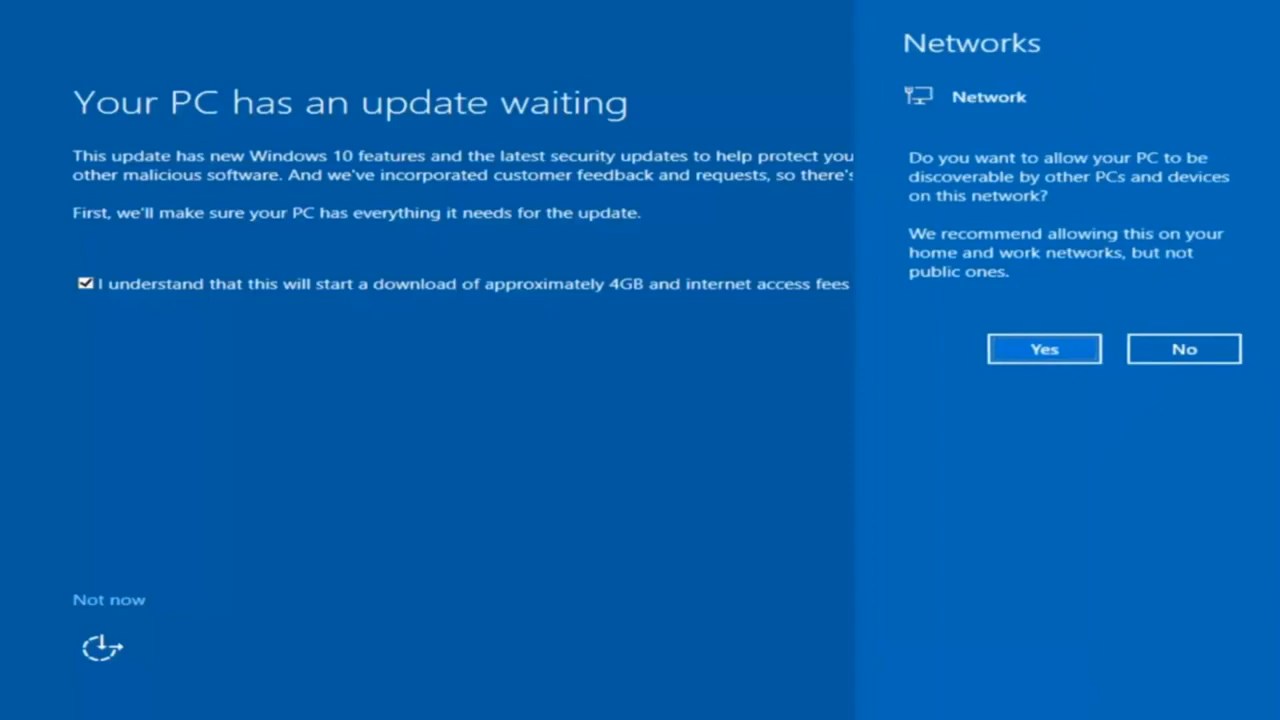 Your PC has an update waiting
This update has new Windows 10 features and the latest security updates to help protect you
other malicious software. And we've incorporated customer feedback and requests, so there's
First, we'll make sure your PC has everything it needs for the update.
I understand that this will start a download of approximately 4GB and internet access fees
Not now
Networks
Network
Do you want to allow your PC to be
discoverable by other PCs and devices
on this network?
We recommend allowing this on your
home and work networks, but not
public ones.
Yes
No